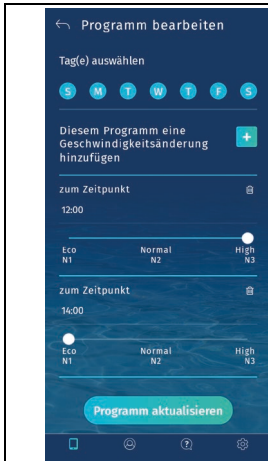 Programm bearbeiten
Tag(e) auswählen
S M T W T F S
Diesem Programm eine
Geschwindigkeitsänderung
hinzufügen
+
zum Zeitpunkt
12:00
Eco Normal High
N1 N2 N3
zum Zeitpunkt
14:00
Eco Normal High
N1 N2 N3
Programm aktualisieren